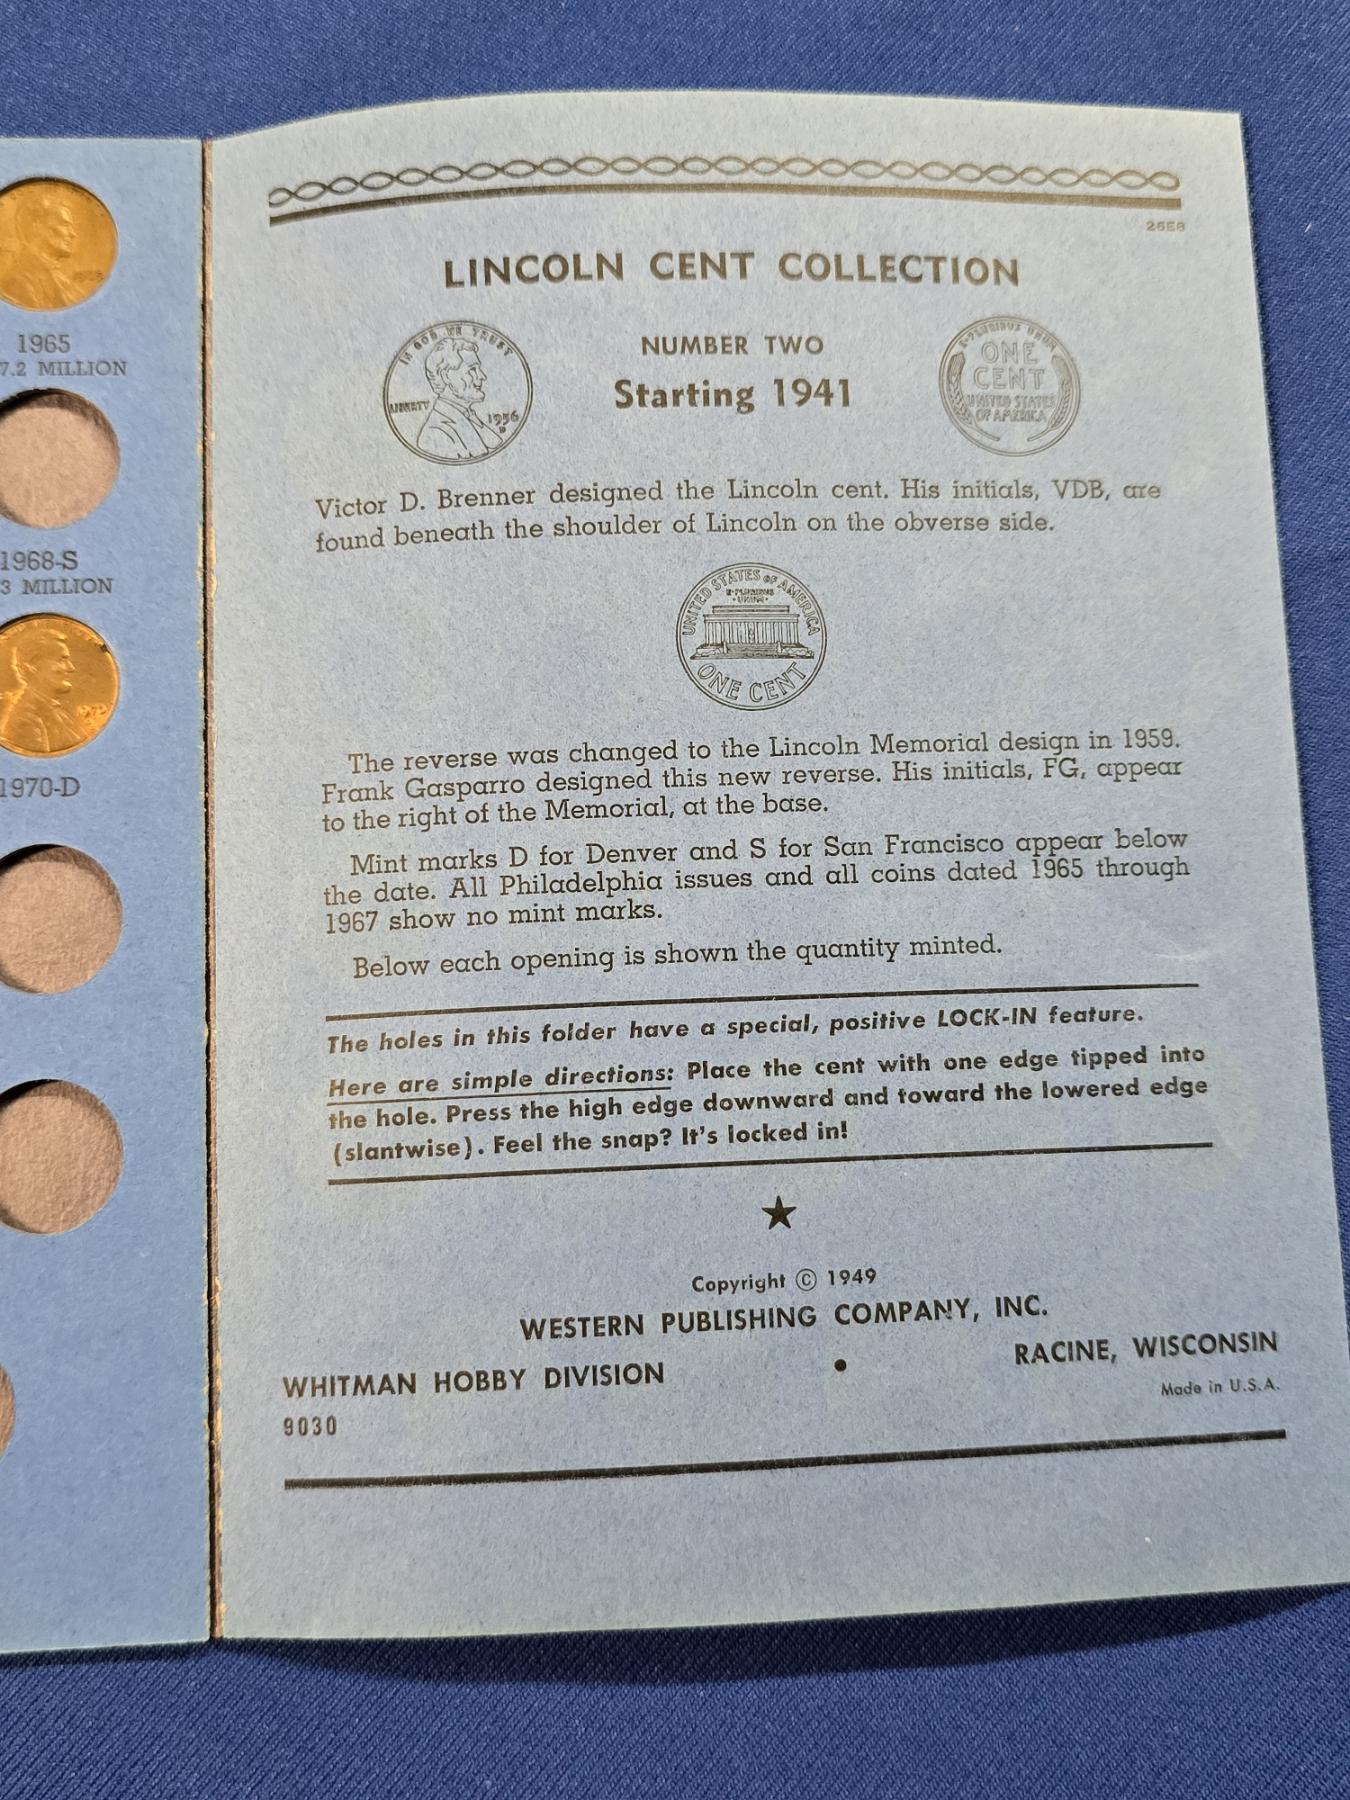 1965
7.2 MILLION
1968-S
3 MILLION
1970-D
26E8
LINCOLN CENT COLLECTION
NUMBER TWO
Starting 1941
IN GOD WE TRUST
LIBERTY
1956
D
E·PLURIBUS UNUM
ONE
CENT
UNITED STATES
OF AMERICA
Victor D. Brenner designed the Lincoln cent. His initials, VDB, are
found beneath the shoulder of Lincoln on the obverse side.
UNITED STATES OF AMERICA
E·PLURIBUS
·UNUM·
ONE CENT
The reverse was changed to the Lincoln Memorial design in 1959.
Frank Gasparro designed this new reverse. His initials, FG, appear
to the right of the Memorial, at the base.
Mint marks D for Denver and S for San Francisco appear below
the date. All Philadelphia issues and all coins dated 1965 through
1967 show no mint marks.
Below each opening is shown the quantity minted.
The holes in this folder have a special, positive LOCK-IN feature.
Here are simple directions: Place the cent with one edge tipped into
the hole. Press the high edge downward and toward the lowered edge
(slantwise). Feel the snap? It's locked in!
Copyright © 1949
WESTERN PUBLISHING COMPANY, INC.
WHITMAN HOBBY DIVISION • RACINE, WISCONSIN
9030
Made in U.S.A.